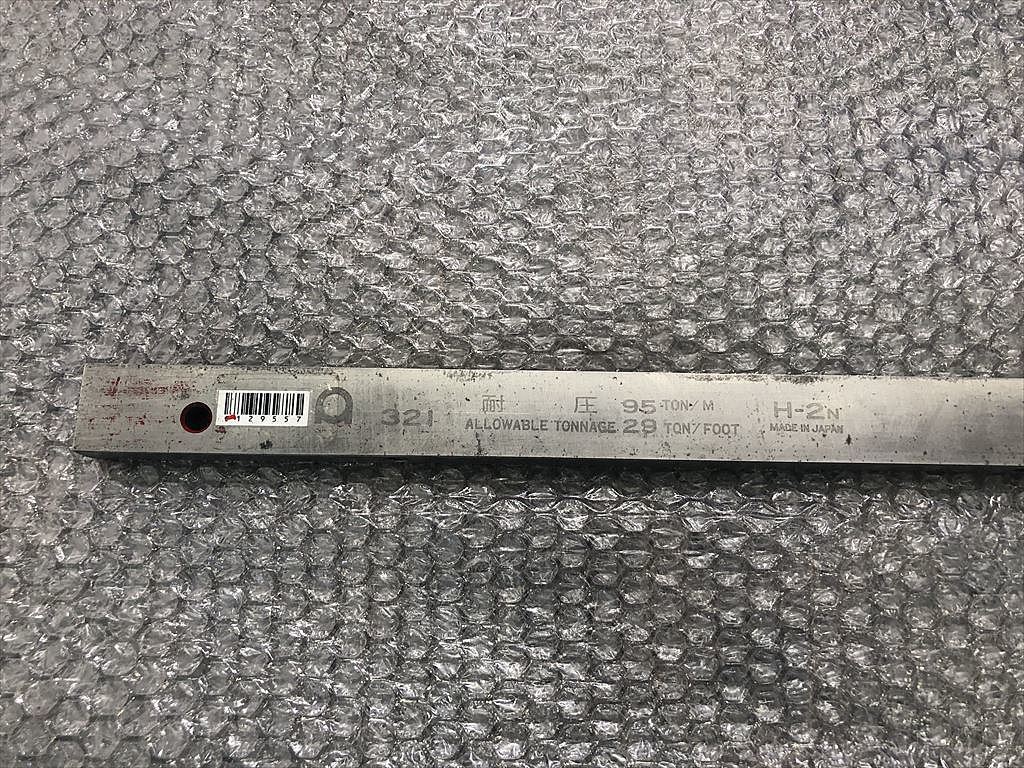 129557
321
耐圧 95 TON/M
ALLOWABLE TONNAGE 29 TON/FOOT
H-2N
MADE IN JAPAN